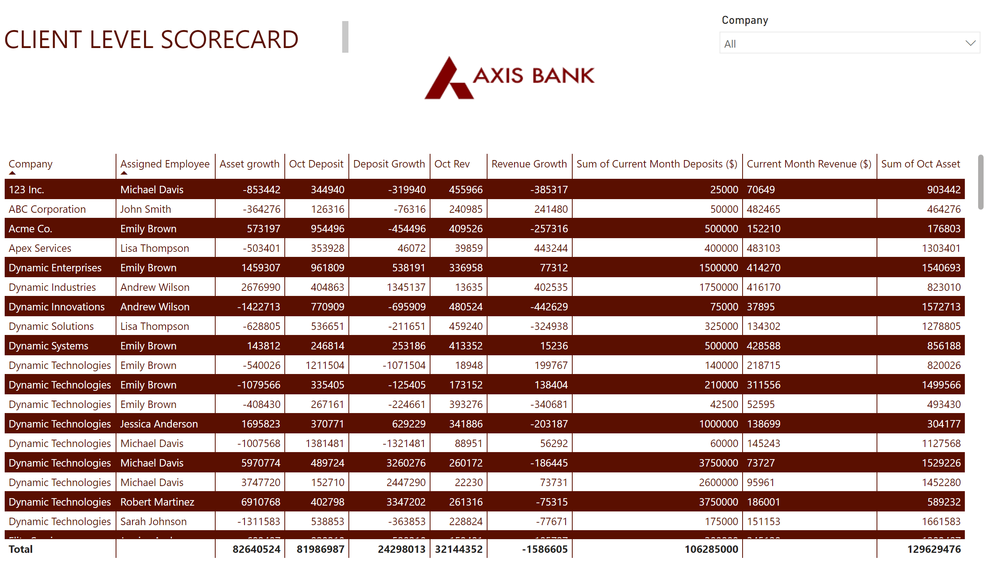 Company
CLIENT LEVEL SCORECARD
All
AXIS BANK
Company Assigned Employee Asset growth Oct Deposit Deposit Growth Oct Rev Revenue Growth Sum of Current Month Deposits ($) Current Month Revenue ($) Sum of Oct Asset
123 Inc. Michael Davis -853442 344940 -319940 455966 -385317 25000 70649 903442
ABC Corporation John Smith -364276 126316 -76316 240985 241480 50000 482465 464276
Acme Co. Emily Brown 573197 954496 -454496 409526 -257316 500000 152210 176803
Apex Services Lisa Thompson -503401 353928 46072 39859 443244 400000 483103 1303401
Dynamic Enterprises Emily Brown 1459307 961809 538191 336958 77312 1500000 414270 1540693
Dynamic Industries Andrew Wilson 2676990 404863 1345137 13635 402535 1750000 416170 823010
Dynamic Innovations Andrew Wilson -1422713 770909 -695909 480524 -442629 75000 37895 1572713
Dynamic Solutions Lisa Thompson -628805 536651 -211651 459240 -324938 325000 134302 1278805
Dynamic Systems Emily Brown 143812 246814 253186 413352 15236 500000 428588 856188
Dynamic Technologies Emily Brown -540026 1211504 -1071504 18948 199767 140000 218715 820026
Dynamic Technologies Emily Brown -1079566 335405 -125405 173152 138404 210000 311556 1499566
Dynamic Technologies Emily Brown -408430 267161 -224661 393276 -340681 42500 52595 493430
Dynamic Technologies Jessica Anderson 1695823 370771 629229 341886 -203187 1000000 138699 304177
Dynamic Technologies Michael Davis -1007568 1381481 -1321481 88951 56292 60000 145243 1127568
Dynamic Technologies Michael Davis 5970774 489724 3260276 260172 -186445 3750000 73727 1529226
Dynamic Technologies Michael Davis 3747720 152710 2447290 22230 73731 2600000 95961 1452280
Dynamic Technologies Robert Martinez 6910768 402798 3347202 261316 -75315 3750000 186001 589232
Dynamic Technologies Sarah Johnson -1311583 538853 -363853 228824 -77671 175000 151153 1661583
Total 82640524 81986987 24298013 32144352 -1586605 106285000 129629476